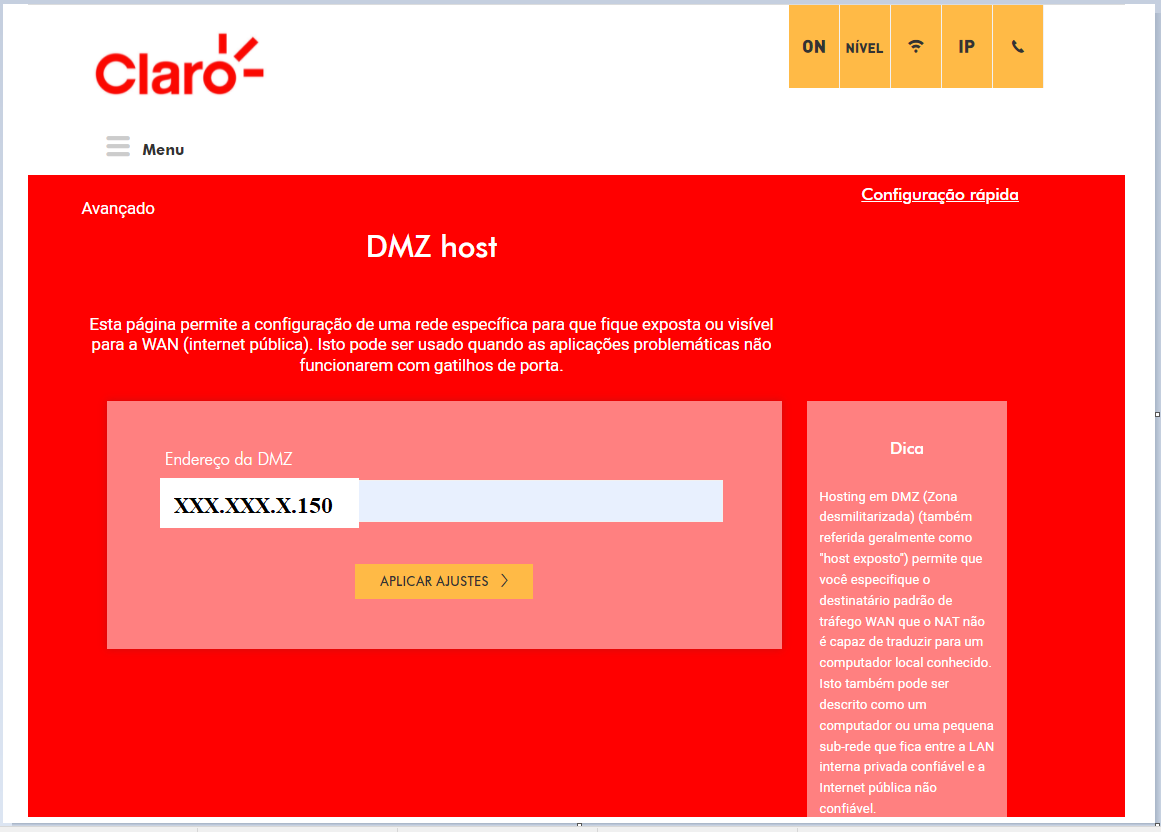 Claro
ON
NÍVEL
IP
Menu
Avançado
Configuração rápida
DMZ host
Esta página permite a configuração de uma rede específica para que fique exposta ou visível
para a WAN (internet pública). Isto pode ser usado quando as aplicações problemáticas não
funcionarem com gatilhos de porta.
Endereço da DMZ
XXX.XXX.X.150
APLICAR AJUSTES
Dica
Hosting em DMZ (Zona
desmilitarizada) (também
referida geralmente como
"host exposto") permite que
você especifique o
destinatário padrão de
tráfego WAN que o NAT não
é capaz de traduzir para um
computador local conhecido.
Isto também pode ser
descrito como um
computador ou uma pequena
sub-rede que fica entre a LAN
interna privada confiável e a
Internet pública não
confiável.